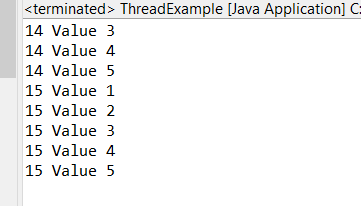 <terminated> ThreadExample [Java Application] C:
14 Value 3
14 Value 4
14 Value 5
15 Value 1
15 Value 2
15 Value 3
15 Value 4
15 Value 5